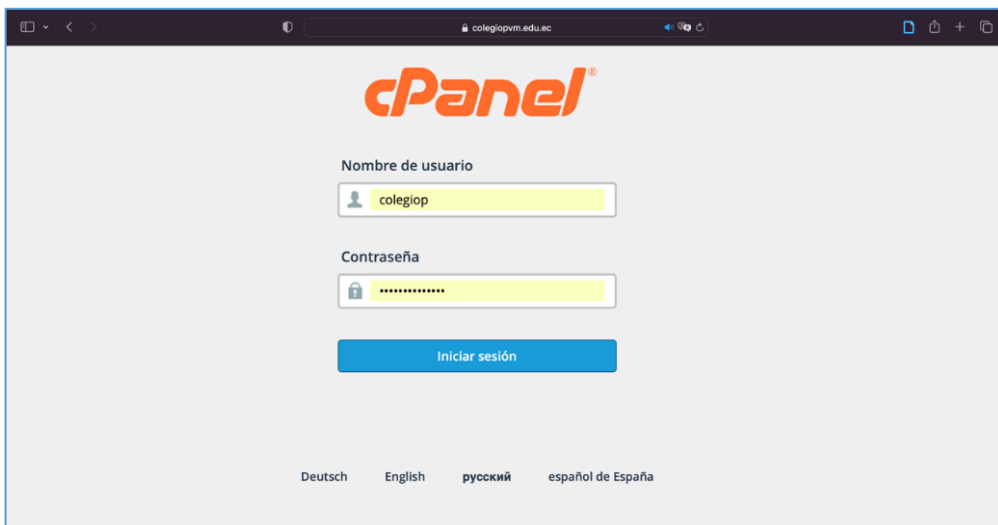 colegiopvm.edu.ec
cPanel®
Nombre de usuario
colegiop
Contraseña
••••••••••••••
Iniciar sesión
Deutsch English русский español de España